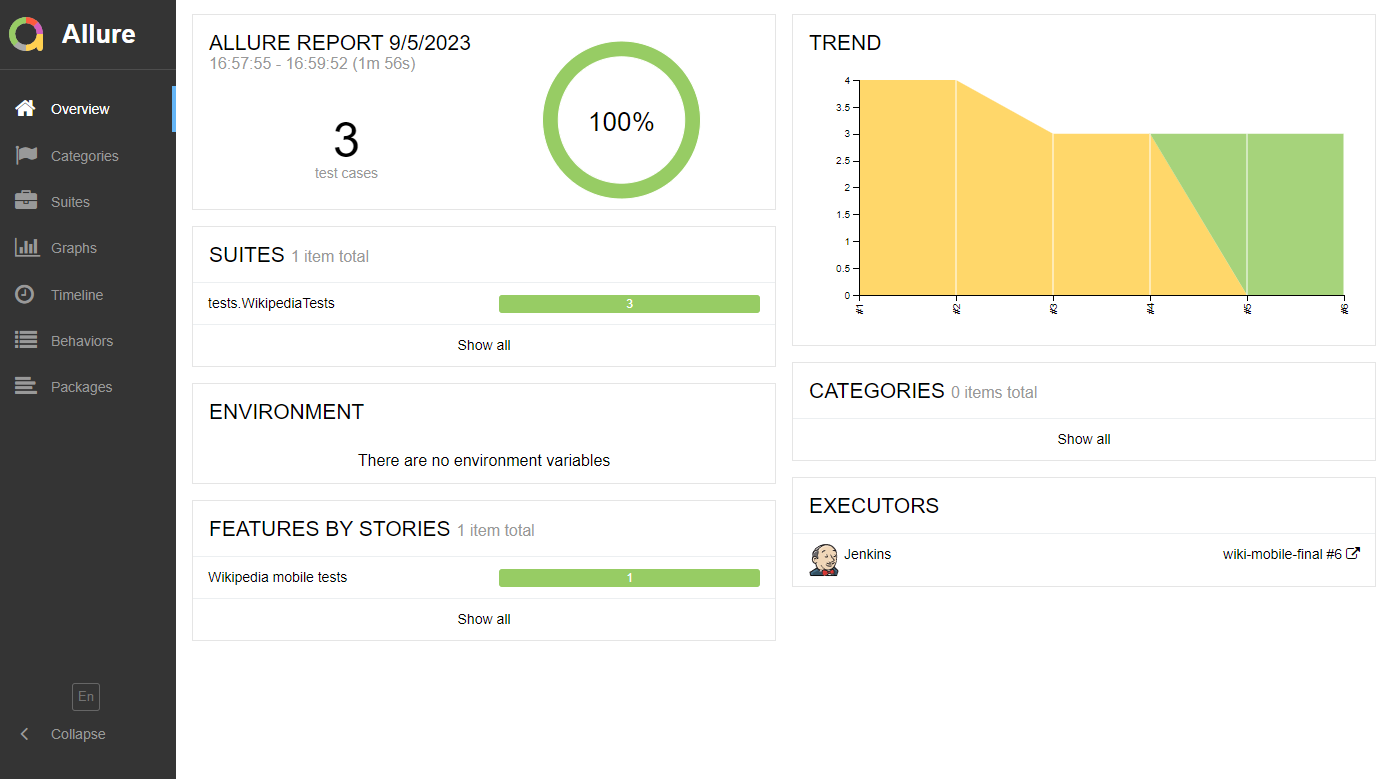 Allure
Overview
Categories
Suites
Graphs
Timeline
Behaviors
Packages
En
Collapse
ALLURE REPORT 9/5/2023
16:57:55 - 16:59:52 (1m 56s)
3
test cases
100%
SUITES 1 item total
tests.WikipediaTests 3
Show all
ENVIRONMENT
There are no environment variables
FEATURES BY STORIES 1 item total
Wikipedia mobile tests 1
Show all
TREND
4
3.5
3
2.5
2
1.5
1
0.5
0
#1 #2 #3 #4 #5 #6
CATEGORIES 0 items total
Show all
EXECUTORS
Jenkins wiki-mobile-final #6